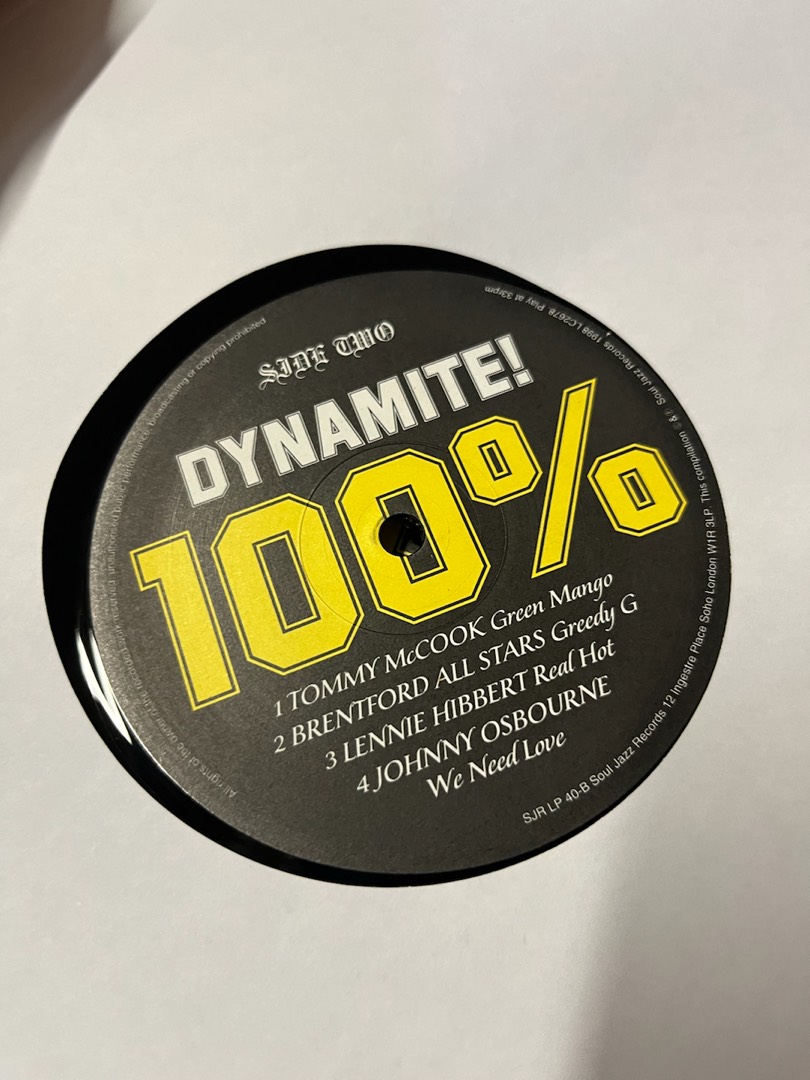 SIDE TWO
DYNAMITE!
100%
1 TOMMY McCOOK Green Mango
2 BRENTFORD ALL STARS Greedy G
3 LENNIE HIBBERT Real Hot
4 JOHNNY OSBOURNE
We Need Love
SJR LP 40-B Soul Jazz Records 12 Ingestre Place Soho London W1R 3LP. This compilation ℗ & © Soul Jazz Records 1998 LC2678. Play at 33rpm
All rights of the owner
broadcasting or copying prohibited